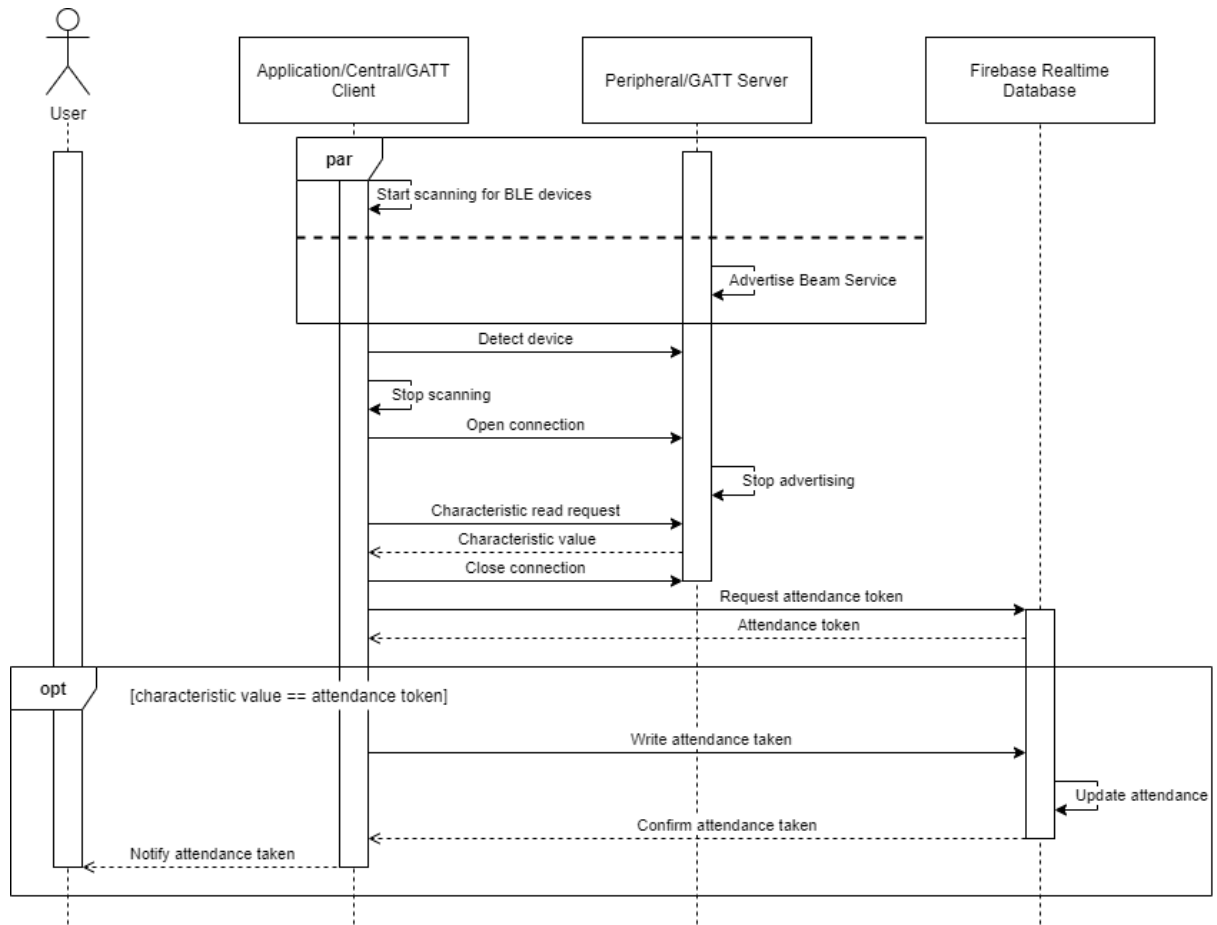 User
Application/Central/GATT
Client
Peripheral/GATT Server
Firebase Realtime
Database
par
Start scanning for BLE devices
Advertise Beam Service
Detect device
Stop scanning
Open connection
Stop advertising
Characteristic read request
Characteristic value
Close connection
Request attendance token
Attendance token
opt
[characteristic value == attendance token]
Write attendance taken
Update attendance
Confirm attendance taken
Notify attendance taken